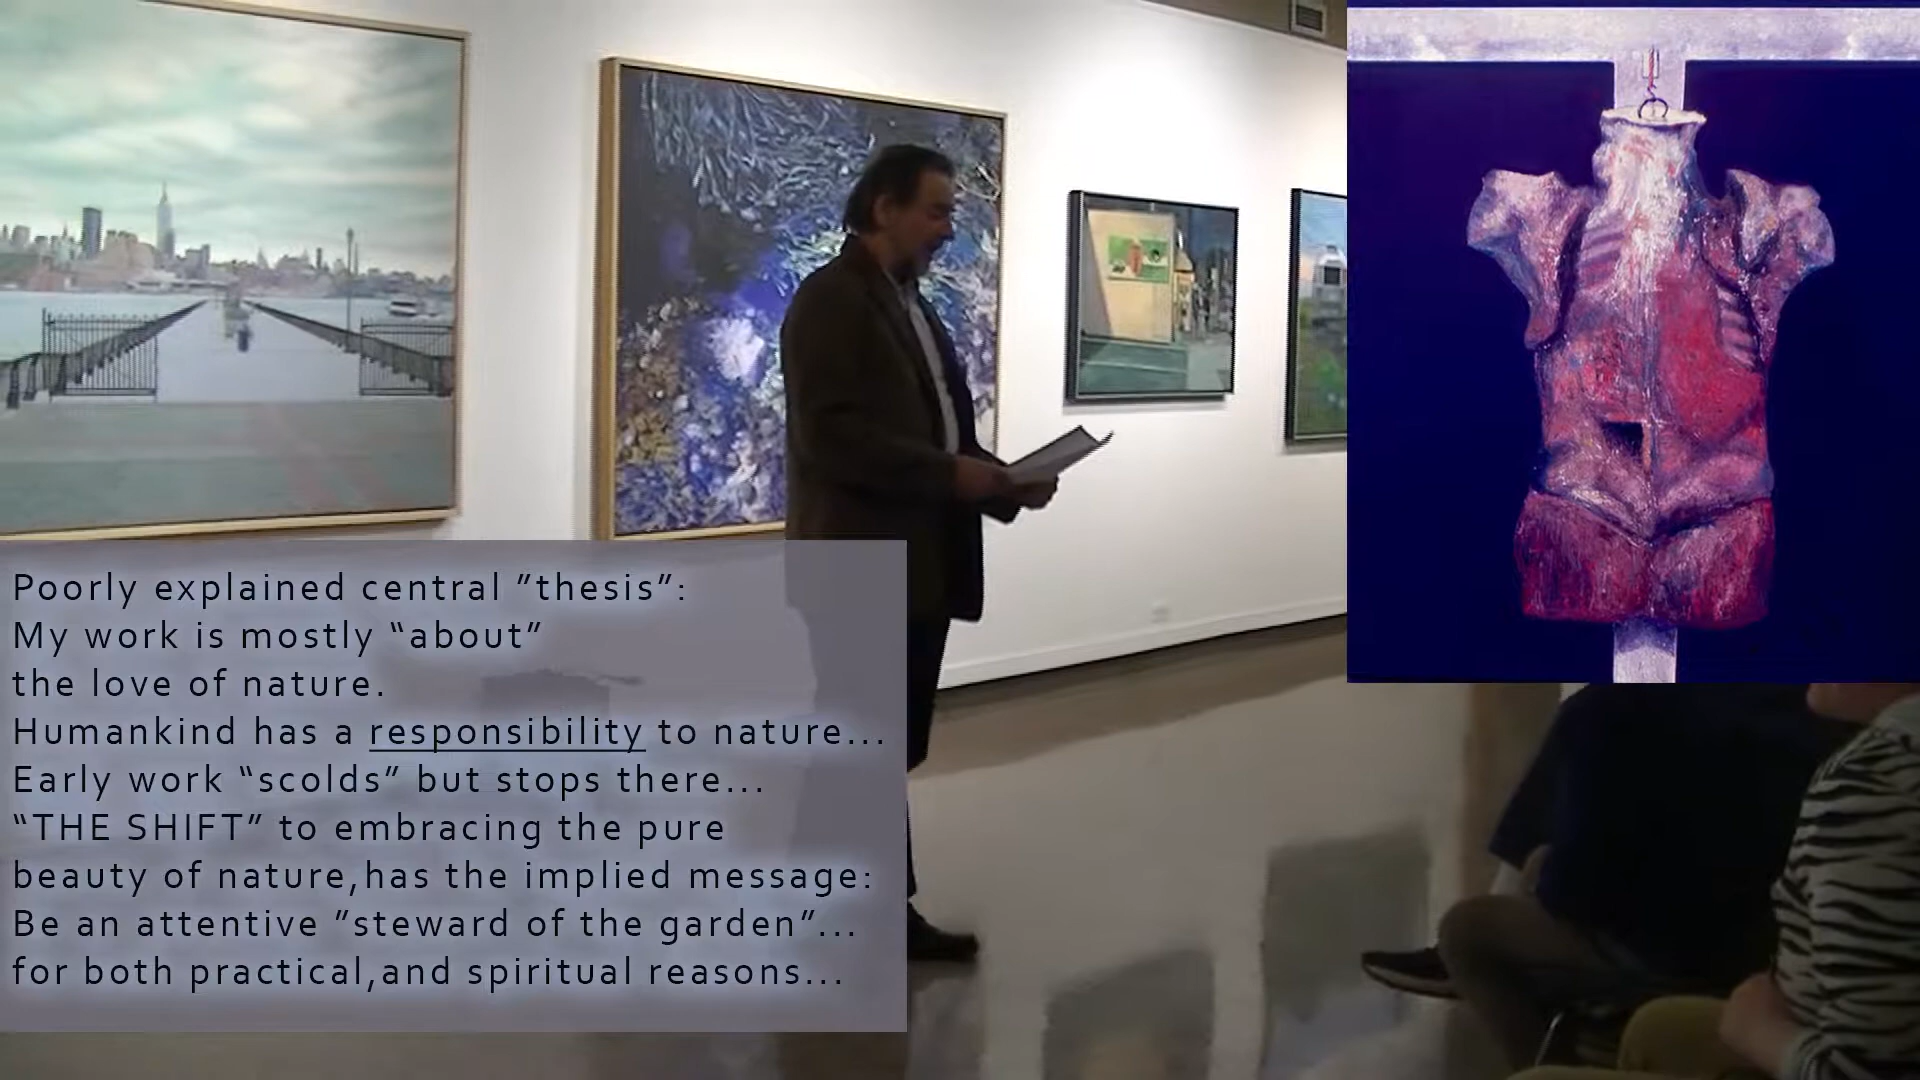 Poorly explained central ”thesis”:
My work is mostly “about”
the love of nature.
Humankind has a responsibility to nature...
Early work “scolds” but stops there...
“THE SHIFT” to embracing the pure
beauty of nature,has the implied message:
Be an attentive ”steward of the garden”...
for both practical,and spiritual reasons...